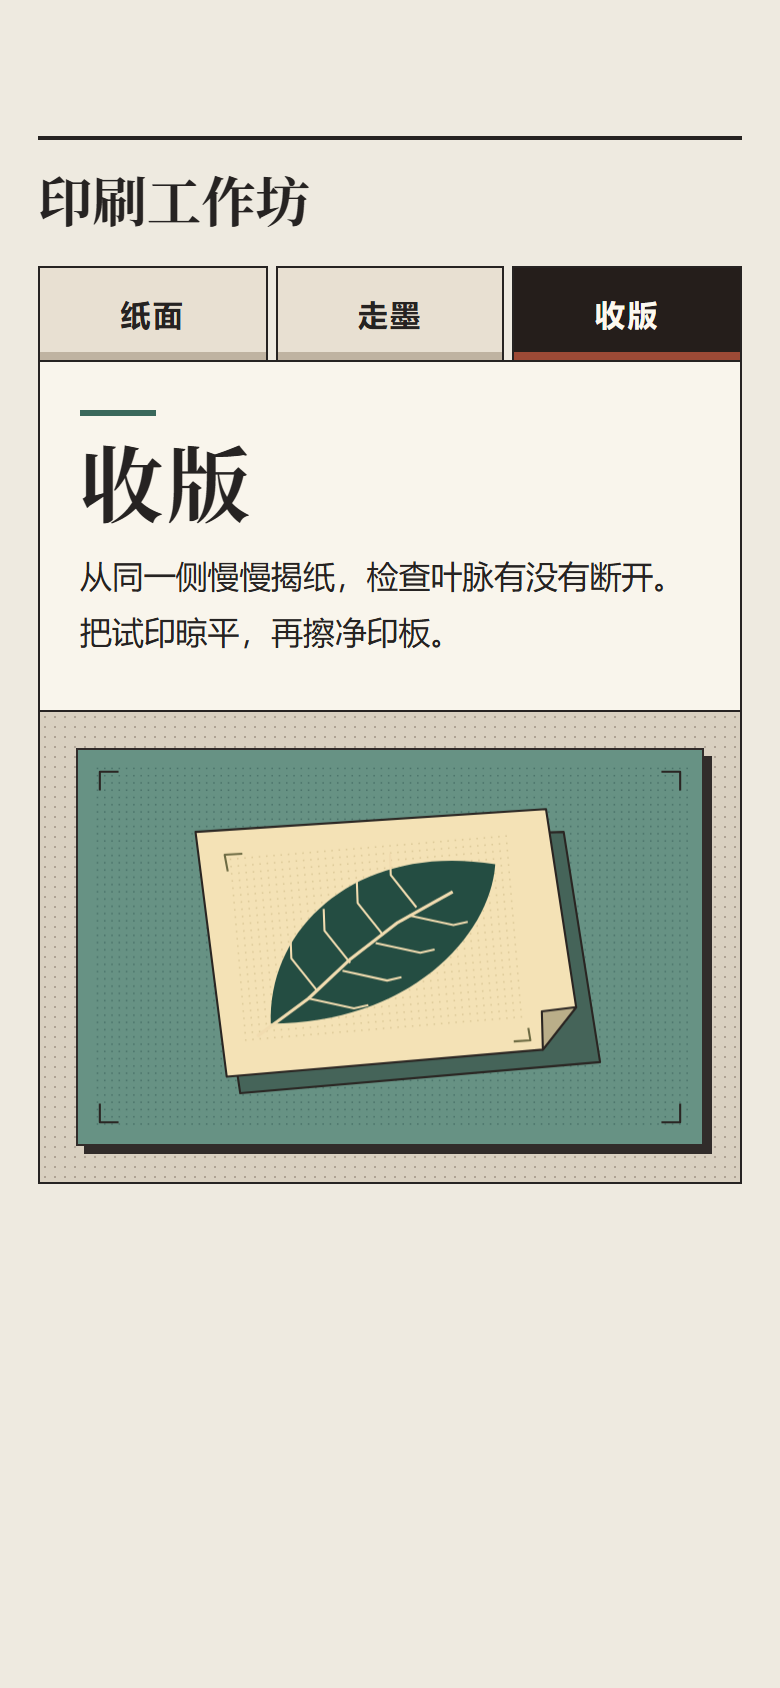 印刷工作坊
纸面
走墨
收版
收版
从同一侧慢慢揭纸，检查叶脉有没有断开。
把试印晾平，再擦净印板。